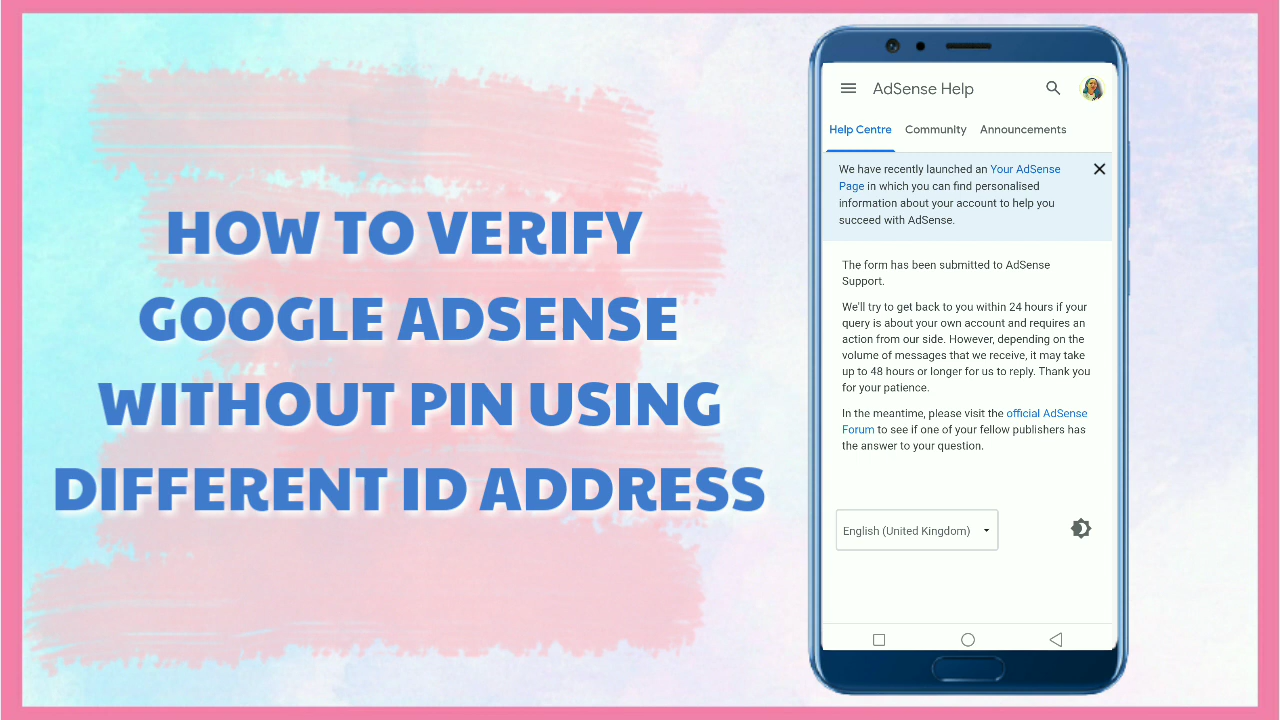 HOW TO VERIFY
GOOGLE ADSENSE
WITHOUT PIN USING
DIFFERENT ID ADDRESS
AdSense Help
Help Centre Community Announcements
We have recently launched an Your AdSense
Page in which you can find personalised
information about your account to help you
succeed with AdSense.
The form has been submitted to AdSense
Support.
We'll try to get back to you within 24 hours if your
query is about your own account and requires an
action from our side. However, depending on the
volume of messages that we receive, it may take
up to 48 hours or longer for us to reply. Thank you
for your patience.
In the meantime, please visit the official AdSense
Forum to see if one of your fellow publishers has
the answer to your question.
English (United Kingdom)